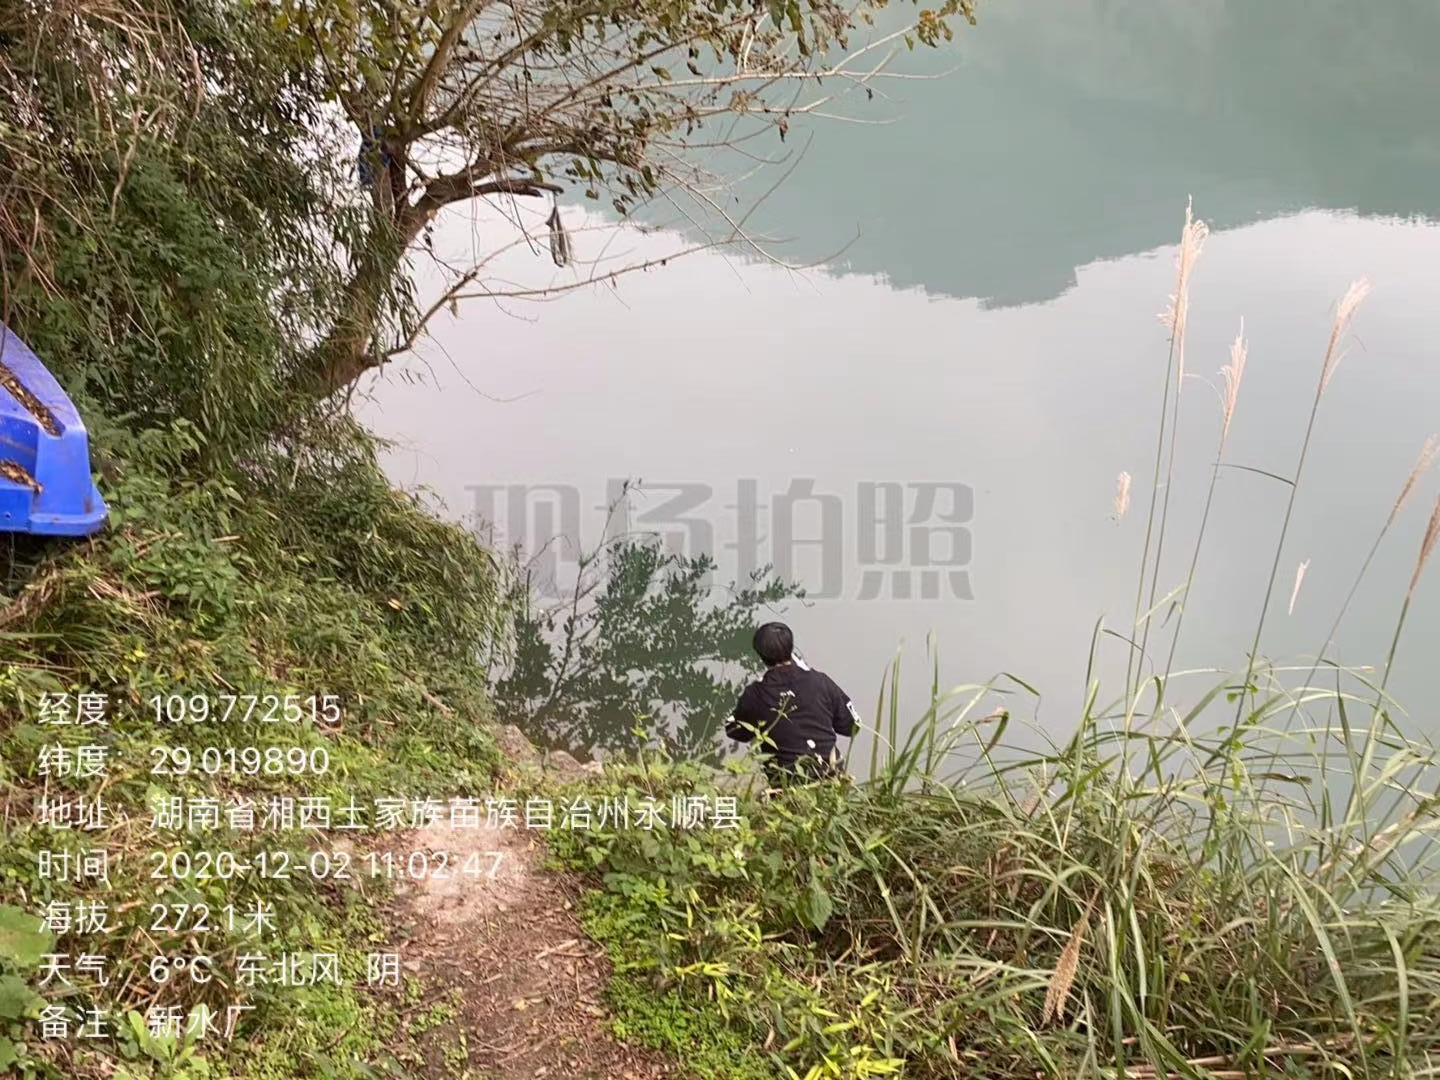 现场拍照
经度：109.772515
纬度：29.019890
地址：湖南省湘西土家族苗族自治州永顺县
时间：2020-12-02 11:02:47
海拔：272.1米
天气：6°C 东北风 阴
备注：新水厂